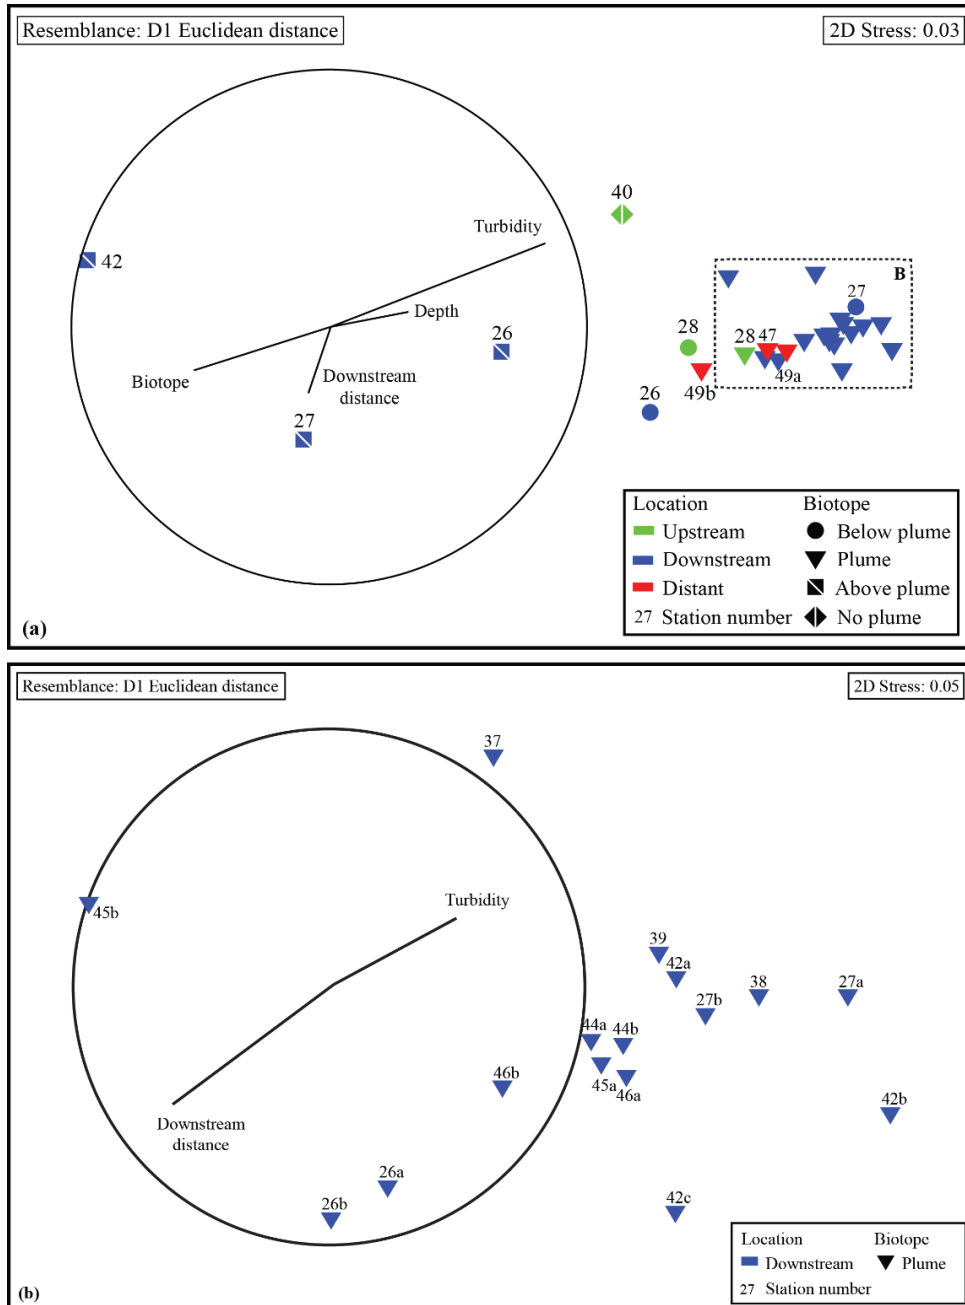 Resemblance: D1 Euclidean distance
2D Stress: 0.03
40
Turbidity
42
B
27
Depth
26
28
28
47
Biotope
Downstream
distance
49a
49b
26
27
Location
Biotope
Upstream
Below plume
Downstream
Plume
Distant
Above plume
27 Station number
No plume
(a)
Resemblance: D1 Euclidean distance
2D Stress: 0.05
37
Turbidity
45b
39
42a
38
27a
27b
44a
44b
46b
45a
46a
42b
Downstream
distance
26a
26b
42c
Location
Biotope
Downstream
Plume
27 Station number
(b)